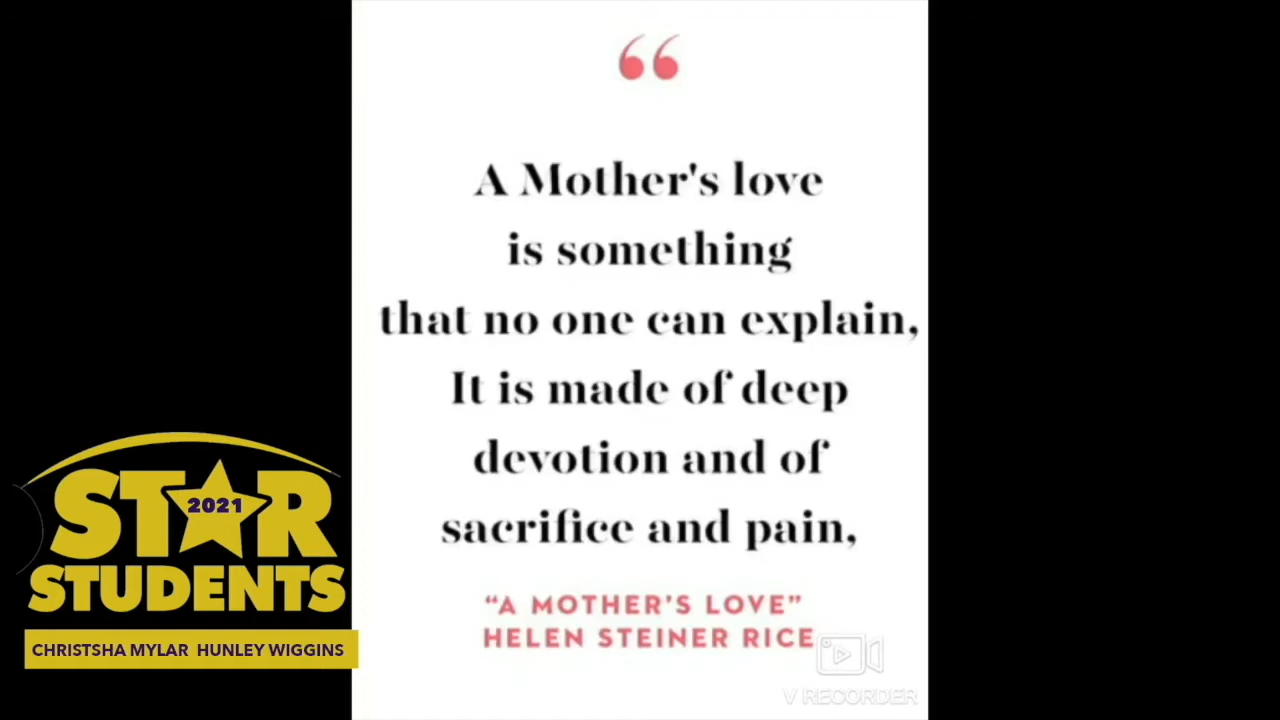 ❝
A Mother's love
is something
that no one can explain,
It is made of deep
devotion and of
sacrifice and pain,
“A MOTHER’S LOVE”
HELEN STEINER RICE
V RECORDER
STAR
2021
STUDENTS
CHRISTSHA MYLAR HUNLEY WIGGINS